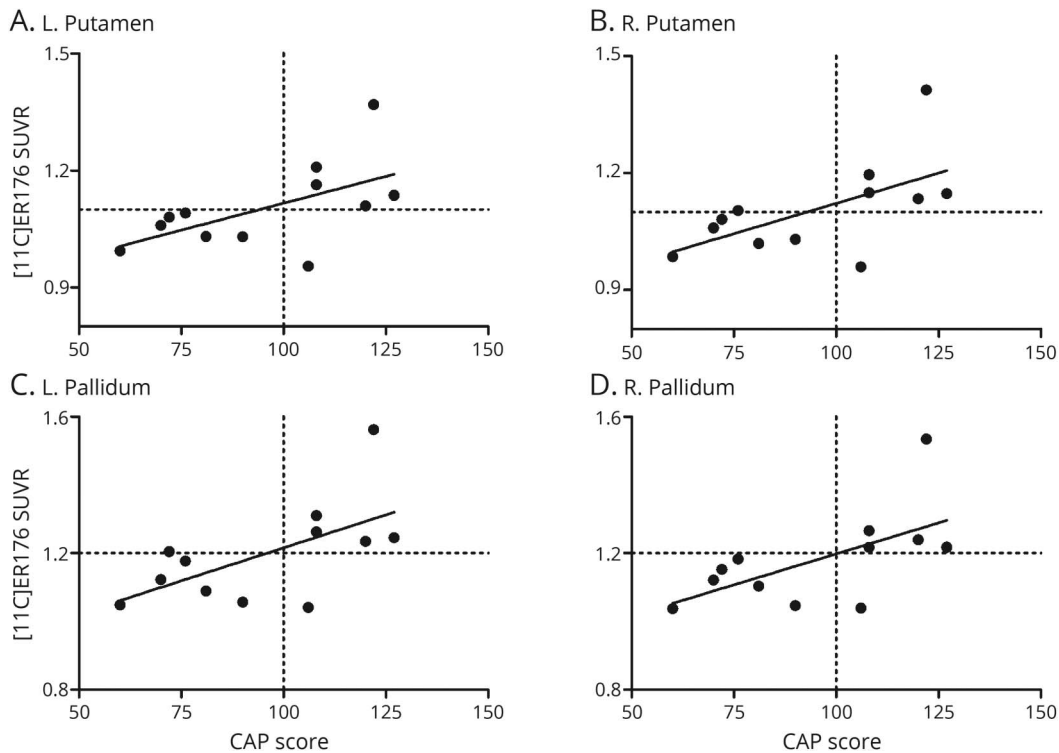 A. L. Putamen
B. R. Putamen
[11C]ER176 SUVR
1.5
1.2
0.9
50 75 100 125 150
1.5
1.2
0.9
50 75 100 125 150
C. L. Pallidum
D. R. Pallidum
[11C]ER176 SUVR
1.6
1.2
0.8
50 75 100 125 150
CAP score
1.6
1.2
0.8
50 75 100 125 150
CAP score